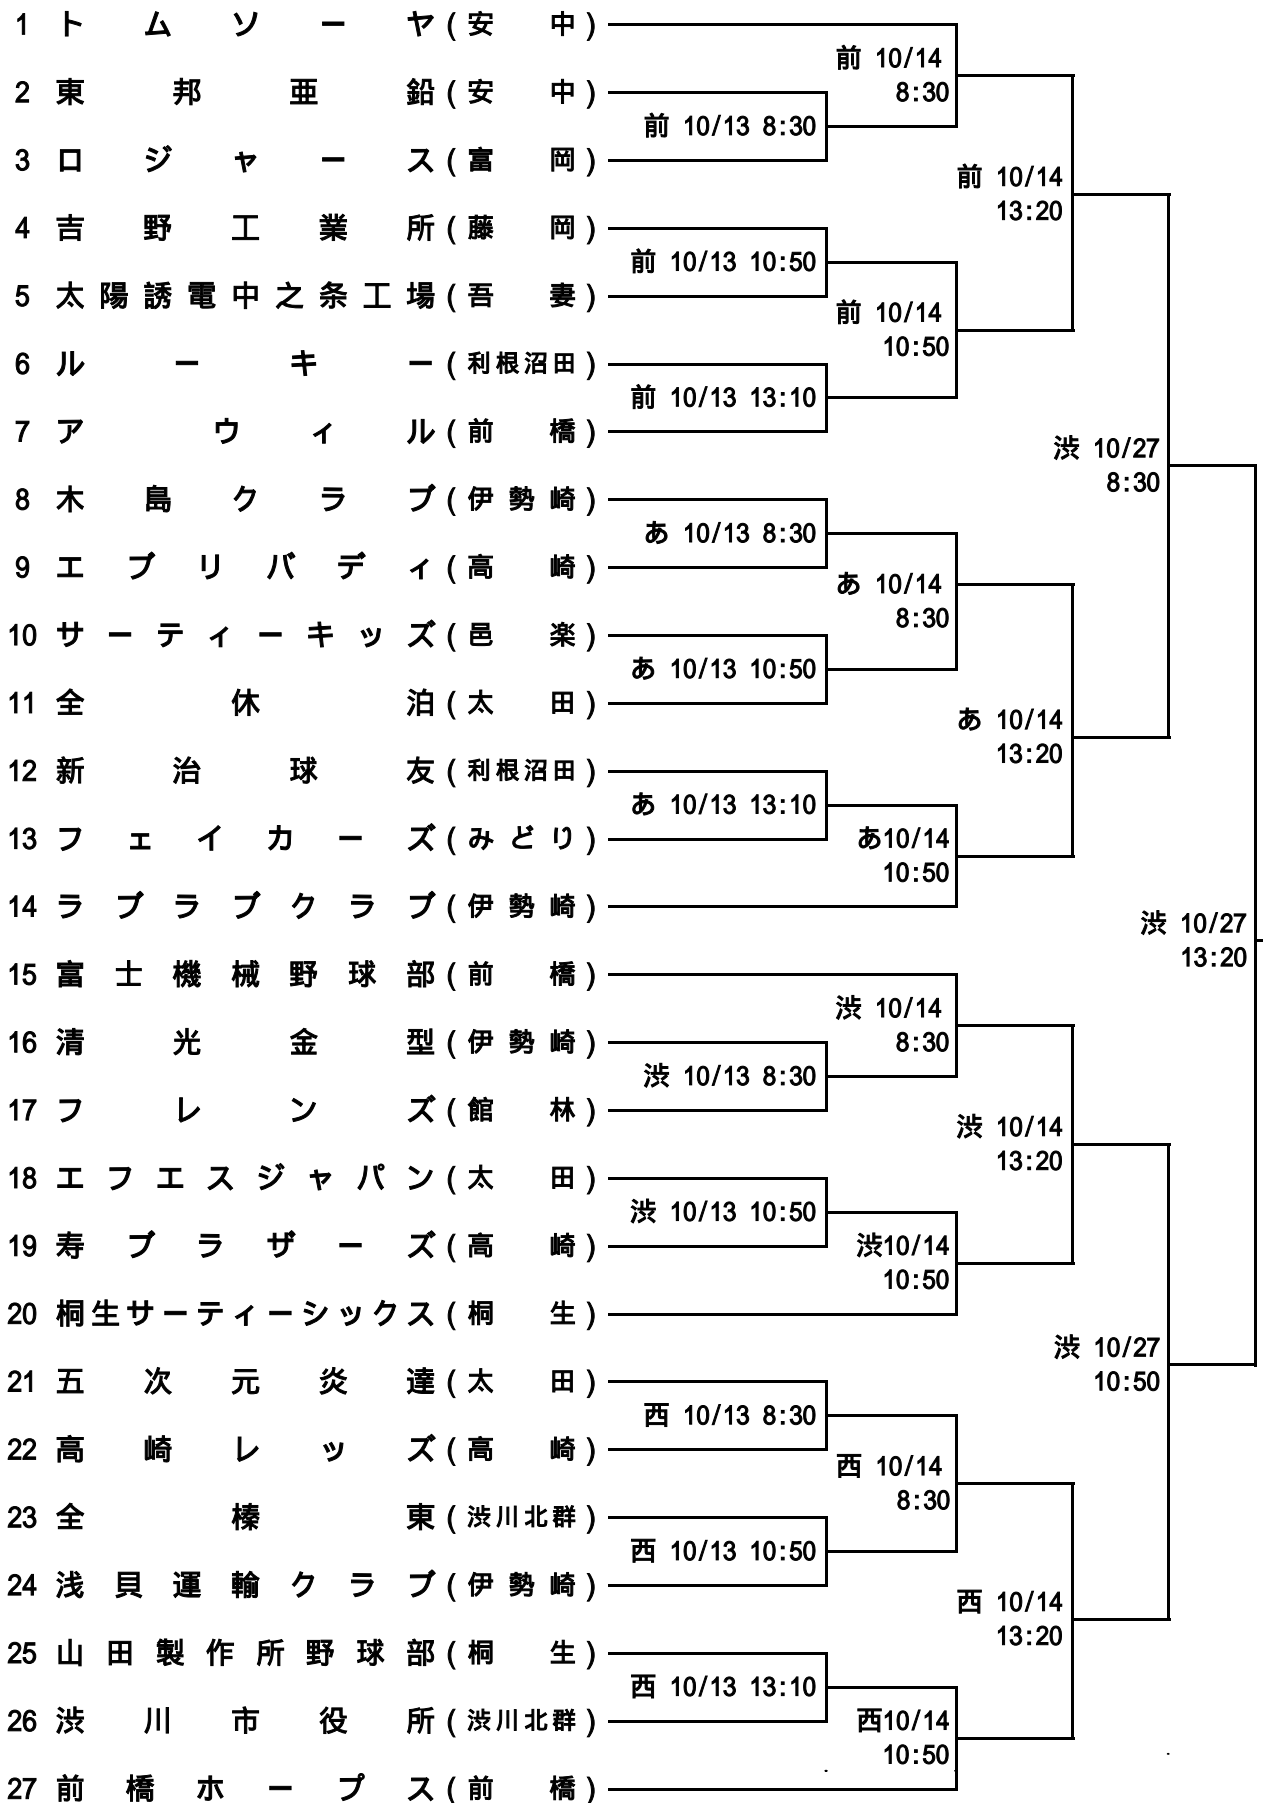 1 トムソーヤ(安中)
前 10/14
8:30
2 東邦亜鉛(安中)
前 10/13 8:30
3 ロジャース(富岡)
前 10/14
13:20
4 吉野工業所(藤岡)
前 10/13 10:50
5 太陽誘電中之条工場(吾妻)
前 10/14
10:50
6 ルーキー(利根沼田)
前 10/13 13:10
7 アウィル(前橋)
渋 10/27
8:30
8 木島クラブ(伊勢崎)
あ 10/13 8:30
9 エブリバディ(高崎)
あ 10/14
8:30
10 サーティーキッズ(邑楽)
あ 10/13 10:50
11 全休泊(太田)
あ 10/14
13:20
12 新治球友(利根沼田)
あ 10/13 13:10
13 フェイカーズ(みどり)
あ10/14
10:50
14 ラブラブクラブ(伊勢崎)
渋 10/27
13:20
15 富士機械野球部(前橋)
渋 10/14
8:30
16 清光金型(伊勢崎)
渋 10/13 8:30
17 フレンズ(館林)
渋 10/14
13:20
18 エフエスジャパン(太田)
渋 10/13 10:50
19 寿ブラザーズ(高崎)
渋10/14
10:50
20 桐生サーティーシックス(桐生)
渋 10/27
10:50
21 五次元炎達(太田)
西 10/13 8:30
22 高崎レッズ(高崎)
西 10/14
8:30
23 全榛東(渋川北群)
西 10/13 10:50
24 浅貝運輸クラブ(伊勢崎)
西 10/14
13:20
25 山田製作所野球部(桐生)
西 10/13 13:10
26 渋川市役所(渋川北群)
西10/14
10:50
27 前橋ホープス(前橋)